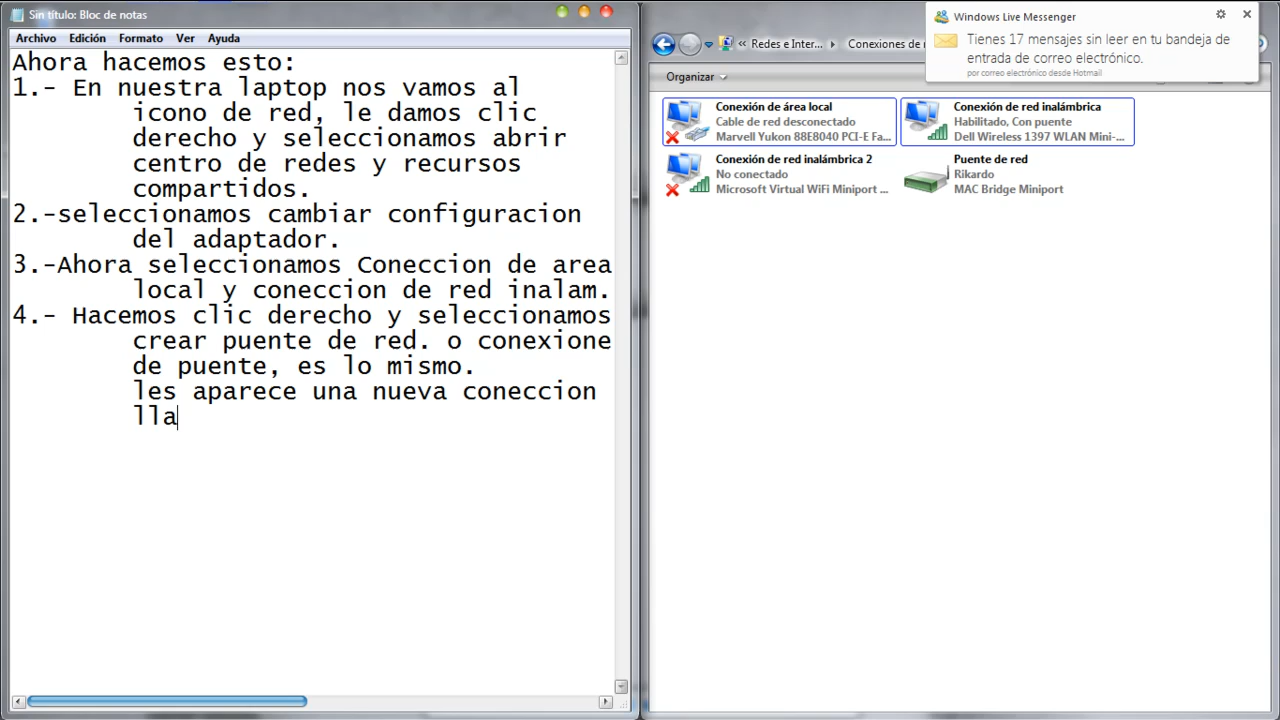 Sin título: Bloc de notas
Archivo Edición Formato Ver Ayuda
Ahora hacemos esto:
1.- En nuestra laptop nos vamos al
icono de red, le damos clic
derecho y seleccionamos abrir
centro de redes y recursos
compartidos.
2.-seleccionamos cambiar configuracion
del adaptador.
3.-Ahora seleccionamos Coneccion de area
local y coneccion de red inalam.
4.- Hacemos clic derecho y seleccionamos
crear puente de red. o conexione
de puente, es lo mismo.
les aparece una nueva coneccion
lla
« Redes e Inter... Conexiones de
Organizar
Conexión de área local
Cable de red desconectado
Marvell Yukon 88E8040 PCI-E Fa...
Conexión de red inalámbrica
Habilitado, Con puente
Dell Wireless 1397 WLAN Mini-...
Conexión de red inalámbrica 2
No conectado
Microsoft Virtual WiFi Miniport ...
Puente de red
Rikardo
MAC Bridge Miniport
Windows Live Messenger
Tienes 17 mensajes sin leer en tu bandeja de
entrada de correo electrónico.
por correo electrónico desde Hotmail